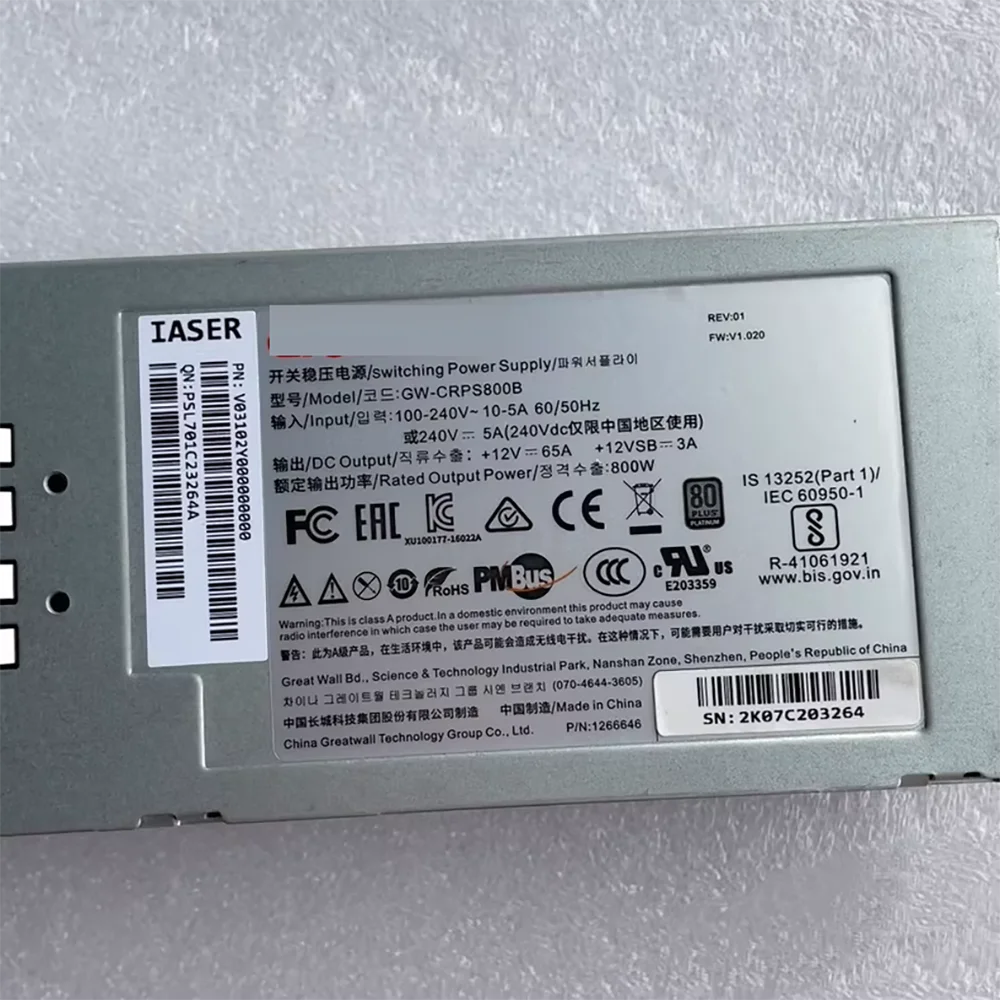 IASER
PN: V03102Y000000000
QN:PSL701C23264A
REV:01
FW:V1.020
开关稳压电源/switching Power Supply/파워서플라이
型号/Model/코드:GW-CRPS800B
输入/Input/입력:100-240V~ 10-5A 60/50Hz
或240V⎓ 5A(240Vdc仅限中国地区使用)
输出/DC Output/직류수출: +12V⎓65A +12VSB⎓3A
额定输出功率/Rated Output Power/정격수출:800W
IS 13252(Part 1)/
IEC 60950-1
FC EAC KC CE
XU100177-16022A
80
PLUS
PLATINUM
R-41061921
www.bis.gov.in
10 RoHS PMBus CCC c UR ® US
E203359
Warning:This is class A product.In a domestic environment this product may cause
radio interference in which case the user may be required to take adequate measures.
警告：此为A级产品，在生活环境中，该产品可能会造成无线电干扰。在这种情况下，可能需要用户对干扰采取切实可行的措施。
Great Wall Bd., Science & Technology Industrial Park, Nanshan Zone, Shenzhen, People's Republic of China
차이나 그레이트월 테크놀러지 그룹 시엔 브랜치 (070-4644-3605)
中国长城科技集团股份有限公司制造 中国制造/Made in China
China Greatwall Technology Group Co., Ltd. P/N:1266646
SN: 2K07C203264